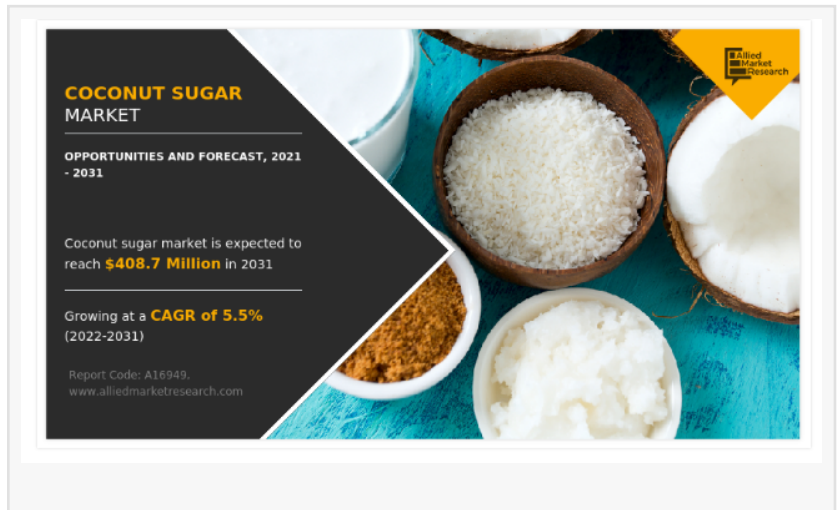 COCONUT SUGAR
MARKET
OPPORTUNITIES AND FORECAST, 2021
- 2031
Coconut sugar market is expected to
reach $408.7 Million in 2031
Growing at a CAGR of 5.5%
(2022-2031)
Report Code: A16949.
www.alliedmarketresearch.com
Allied
Market
Research